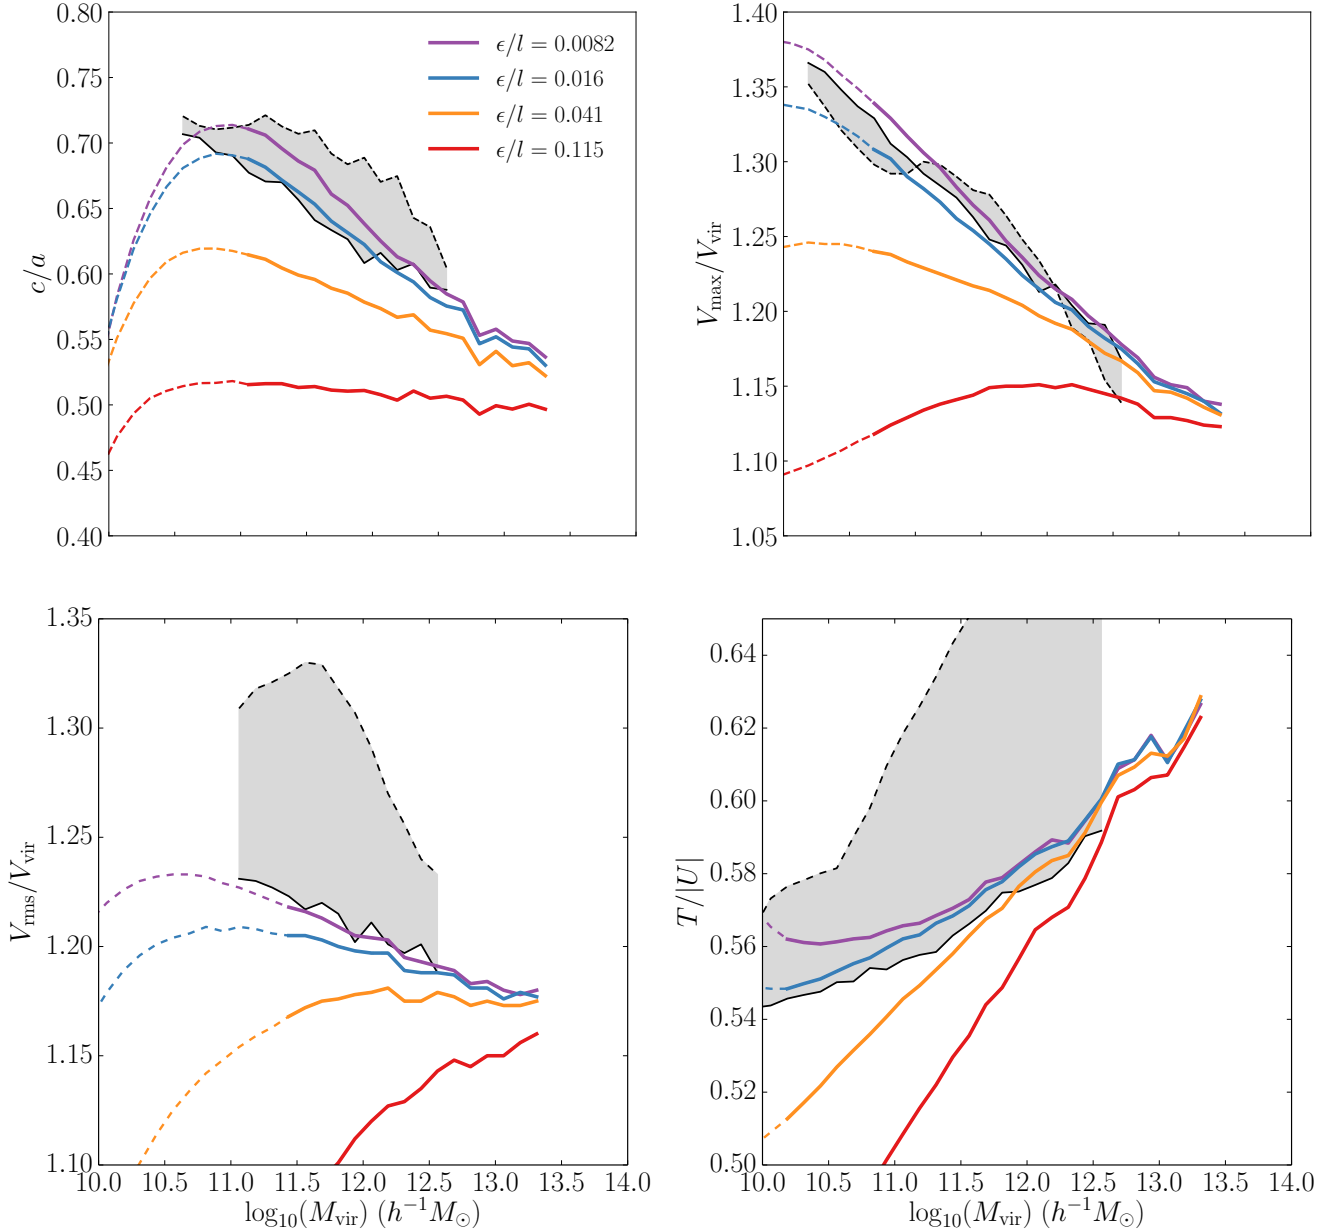 0.80
0.75
0.70
0.65
0.60
0.55
0.50
0.45
0.40
c/a
ϵ/l = 0.0082
ϵ/l = 0.016
ϵ/l = 0.041
ϵ/l = 0.115
1.40
1.35
1.30
1.25
1.20
1.15
1.10
1.05
V_max/V_vir
1.35
1.30
1.25
1.20
1.15
1.10
V_rms/V_vir
10.0 10.5 11.0 11.5 12.0 12.5 13.0 13.5 14.0
log₁₀(M_vir) (h⁻¹M_⊙)
0.64
0.62
0.60
0.58
0.56
0.54
0.52
0.50
T/|U|
10.0 10.5 11.0 11.5 12.0 12.5 13.0 13.5 14.0
log₁₀(M_vir) (h⁻¹M_⊙)